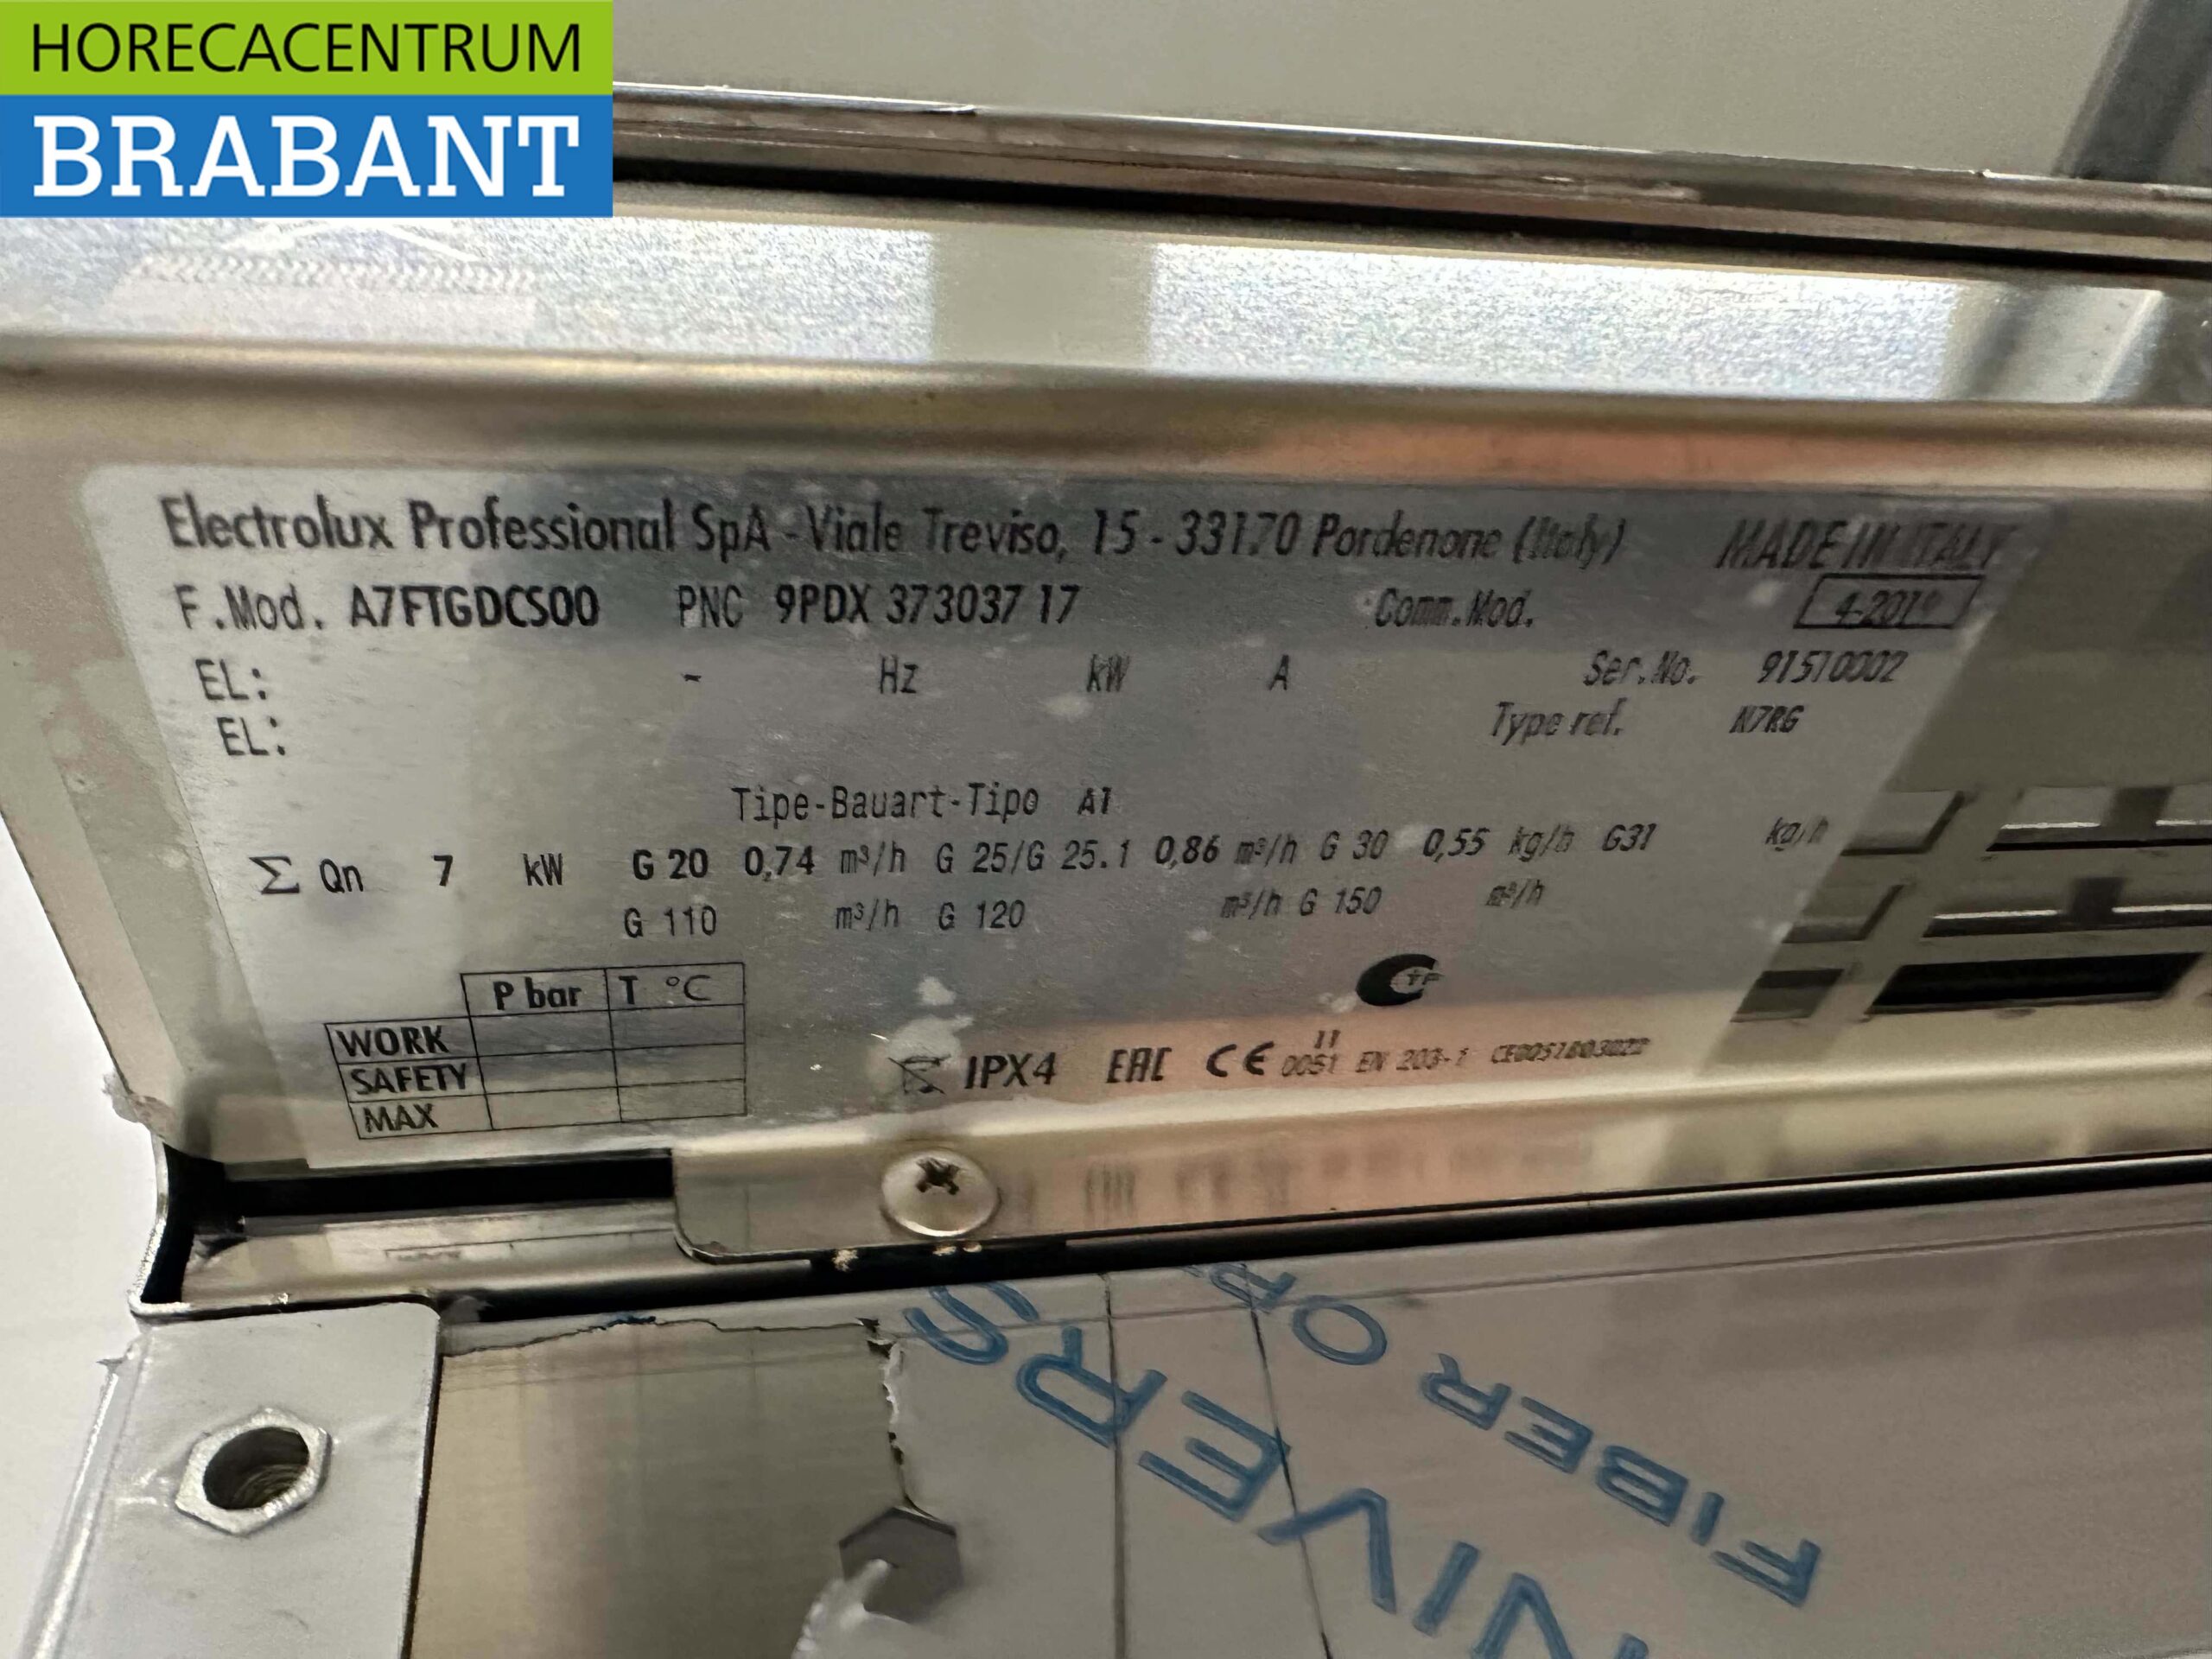 HORECACENTRUM
BRABANT
Electrolux Professional SpA - Viale Treviso, 15 - 33170 Pordenone (Italy) MADE IN ITALY
F.Mod. A7FTGDCS00 PNC 9PDX 373037 17 Comm.Mod. 4-2019
EL: - Hz kW A Ser.No. 91510002
EL: Type ref. N7RG
Tipe-Bauart-Tipo A1
Σ Qn 7 kW G 20 0,74 m³/h G 25/G 25.1 0,86 m³/h G 30 0,55 kg/h G31 kg/h
G 110 m³/h G 120 m³/h G 150 m³/h
P bar T °C
WORK
SAFETY
MAX
IPX4 EAC CE 0051 EN 203-1
FIBER OR